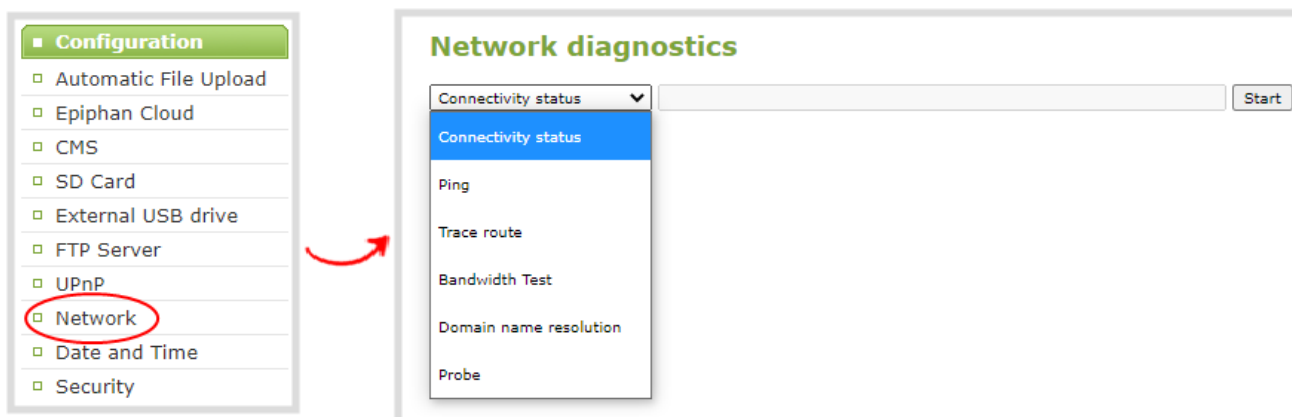 Configuration
Automatic File Upload
Epiphan Cloud
CMS
SD Card
External USB drive
FTP Server
UPnP
Network
Date and Time
Security
Network diagnostics
Connectivity status Start
Connectivity status
Ping
Trace route
Bandwidth Test
Domain name resolution
Probe